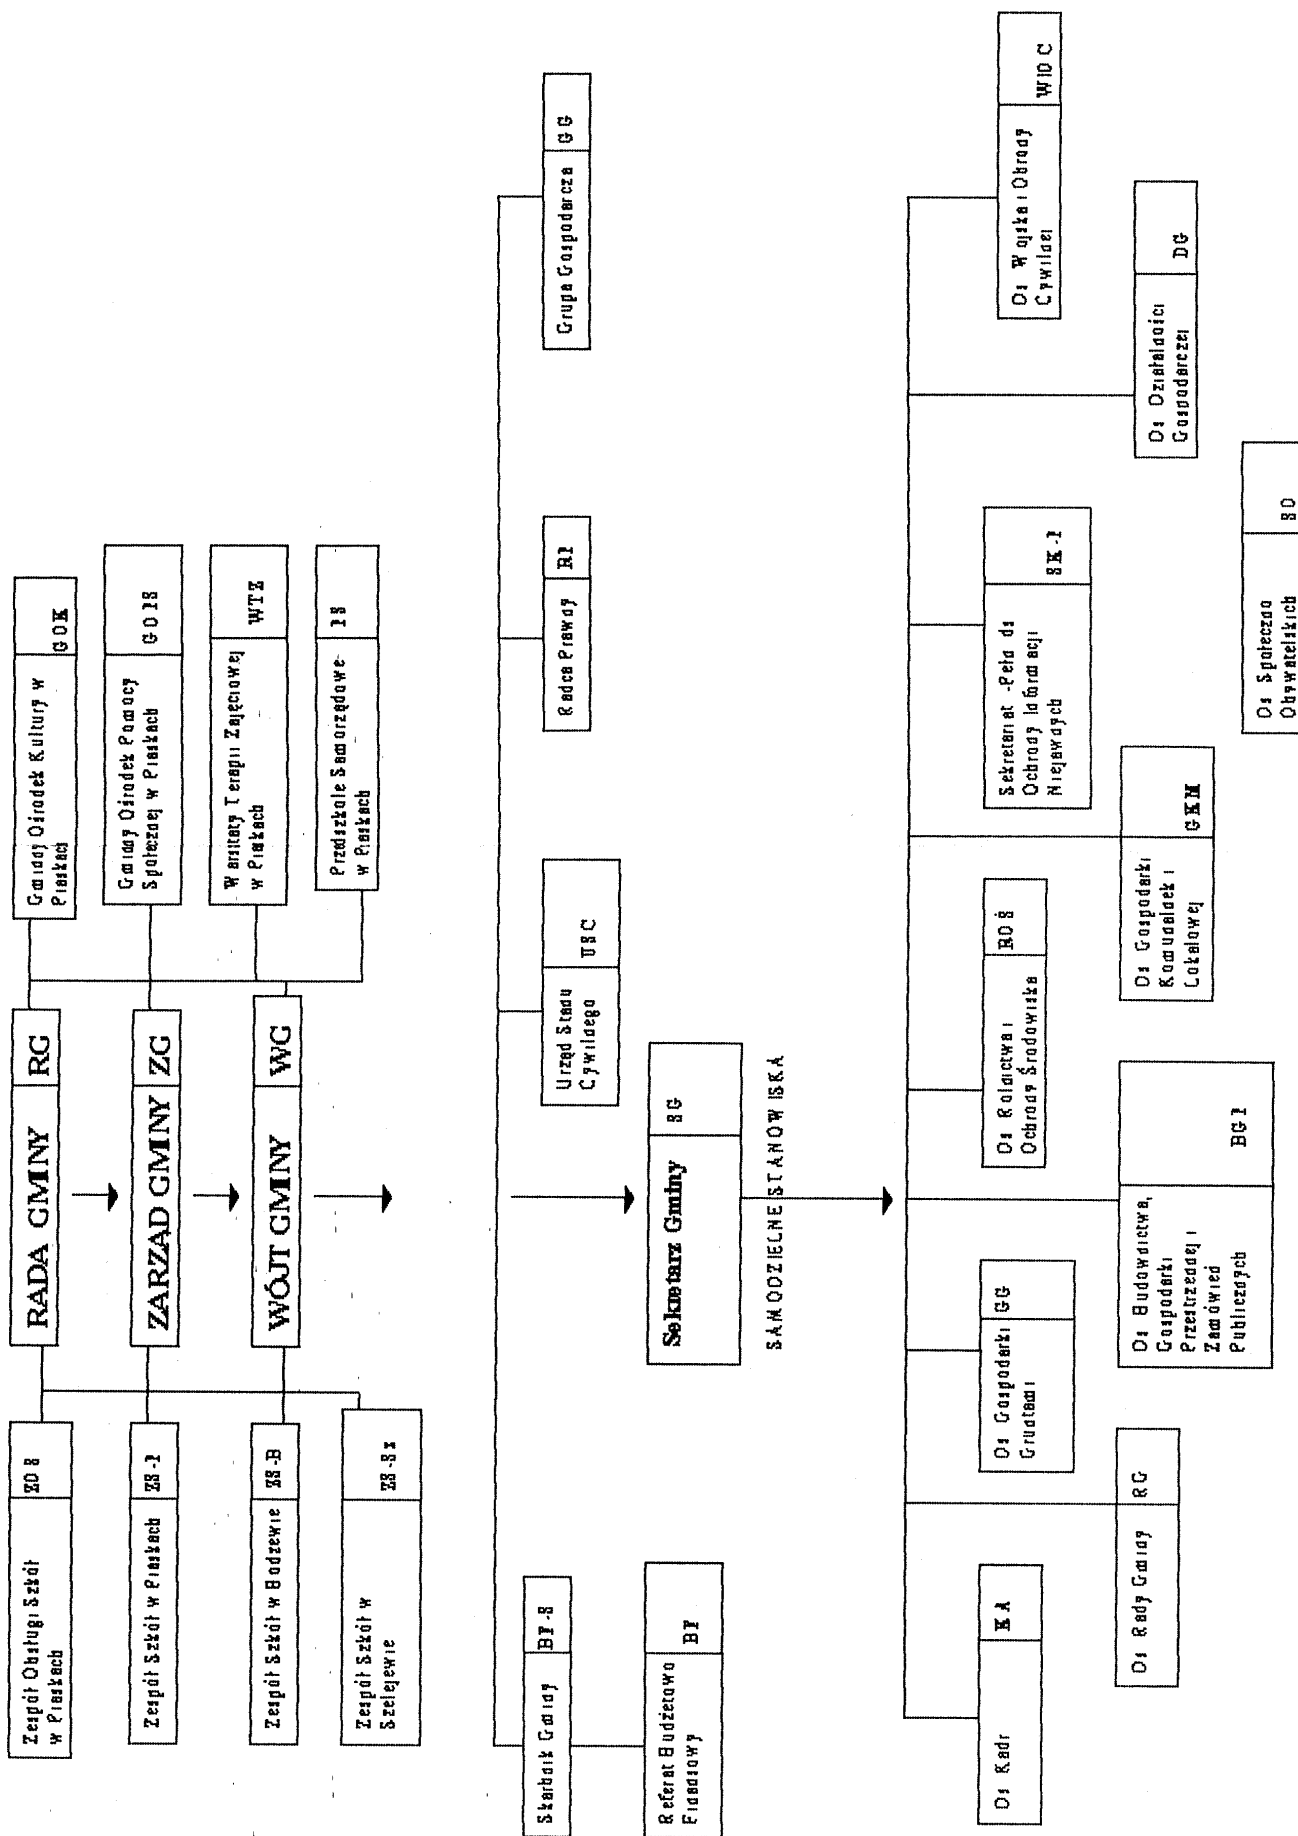 Zespół Obsługi Szkół
w Piaskach
ZOS
RADA GMINY
RG
Gminny Ośrodek Kultury w
Piaskach
GOK
Zespół Szkół w Piaskach
ZS-P
ZARZĄD GMINY
ZG
Gminny Ośrodek Pomocy
Społecznej w Piaskach
GOPS
Zespół Szkół w Bodzewie
ZS-B
WÓJT GMINY
WG
Warsztaty Terapii Zajęciowej
w Piaskach
WTZ
Zespół Szkół w
Szelejewie
ZS-Sz
Przedszkole Samorządowe
w Piaskach
PS
Skarbnik Gminy
BF-S
Urząd Stanu
Cywilnego
USC
Radca Prawny
RP
Grupa Gospodarcza
GG
Referat Budżetowo
Finansowy
BF
Sekretarz Gminy
SG
SAMODZIELNE STANOWISKA
Ds Kadr
KA
Ds Gospodarki
Gruntami
GG
Ds Rolnictwa i
Ochrony Środowiska
ROŚ
Sekretariat -Pełn ds
Ochrony Informacji
Niejawnych
SK-P
Ds Wojska i Obrony
Cywilnej
WIOC
Ds Rady Gminy
RG
Ds Budownictwa,
Gospodarki
Przestrzennej i
Zamówień
Publicznych
BGP
Ds Gospodarki
Komunalnek i
Lokalowej
GKM
Ds Działalności
Gospodarczej
DG
Ds Społeczno
Obywatelskich
SO